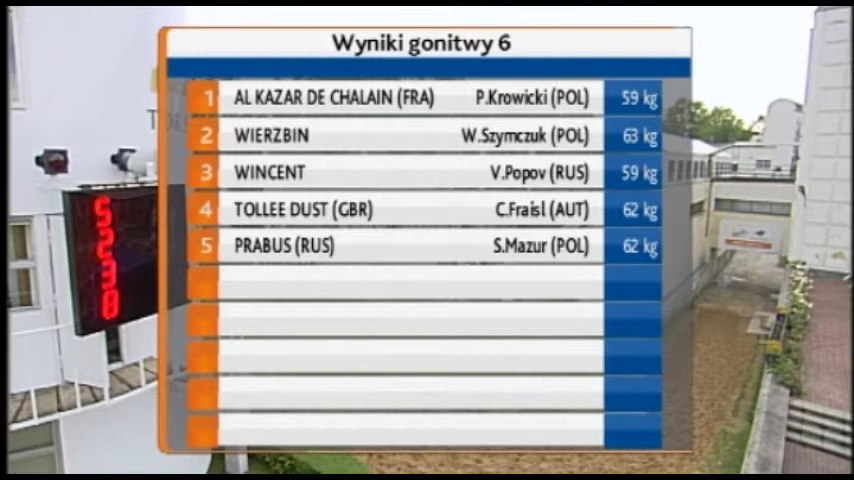 Wyniki gonitwy 6
1 AL KAZAR DE CHALAIN (FRA) P.Krowicki (POL) 59 kg
2 WIERZBIN W.Szymczuk (POL) 63 kg
3 WINCENT V.Popov (RUS) 59 kg
4 TOLLEE DUST (GBR) C.Fraisl (AUT) 62 kg
5 PRABUS (RUS) S.Mazur (POL) 62 kg